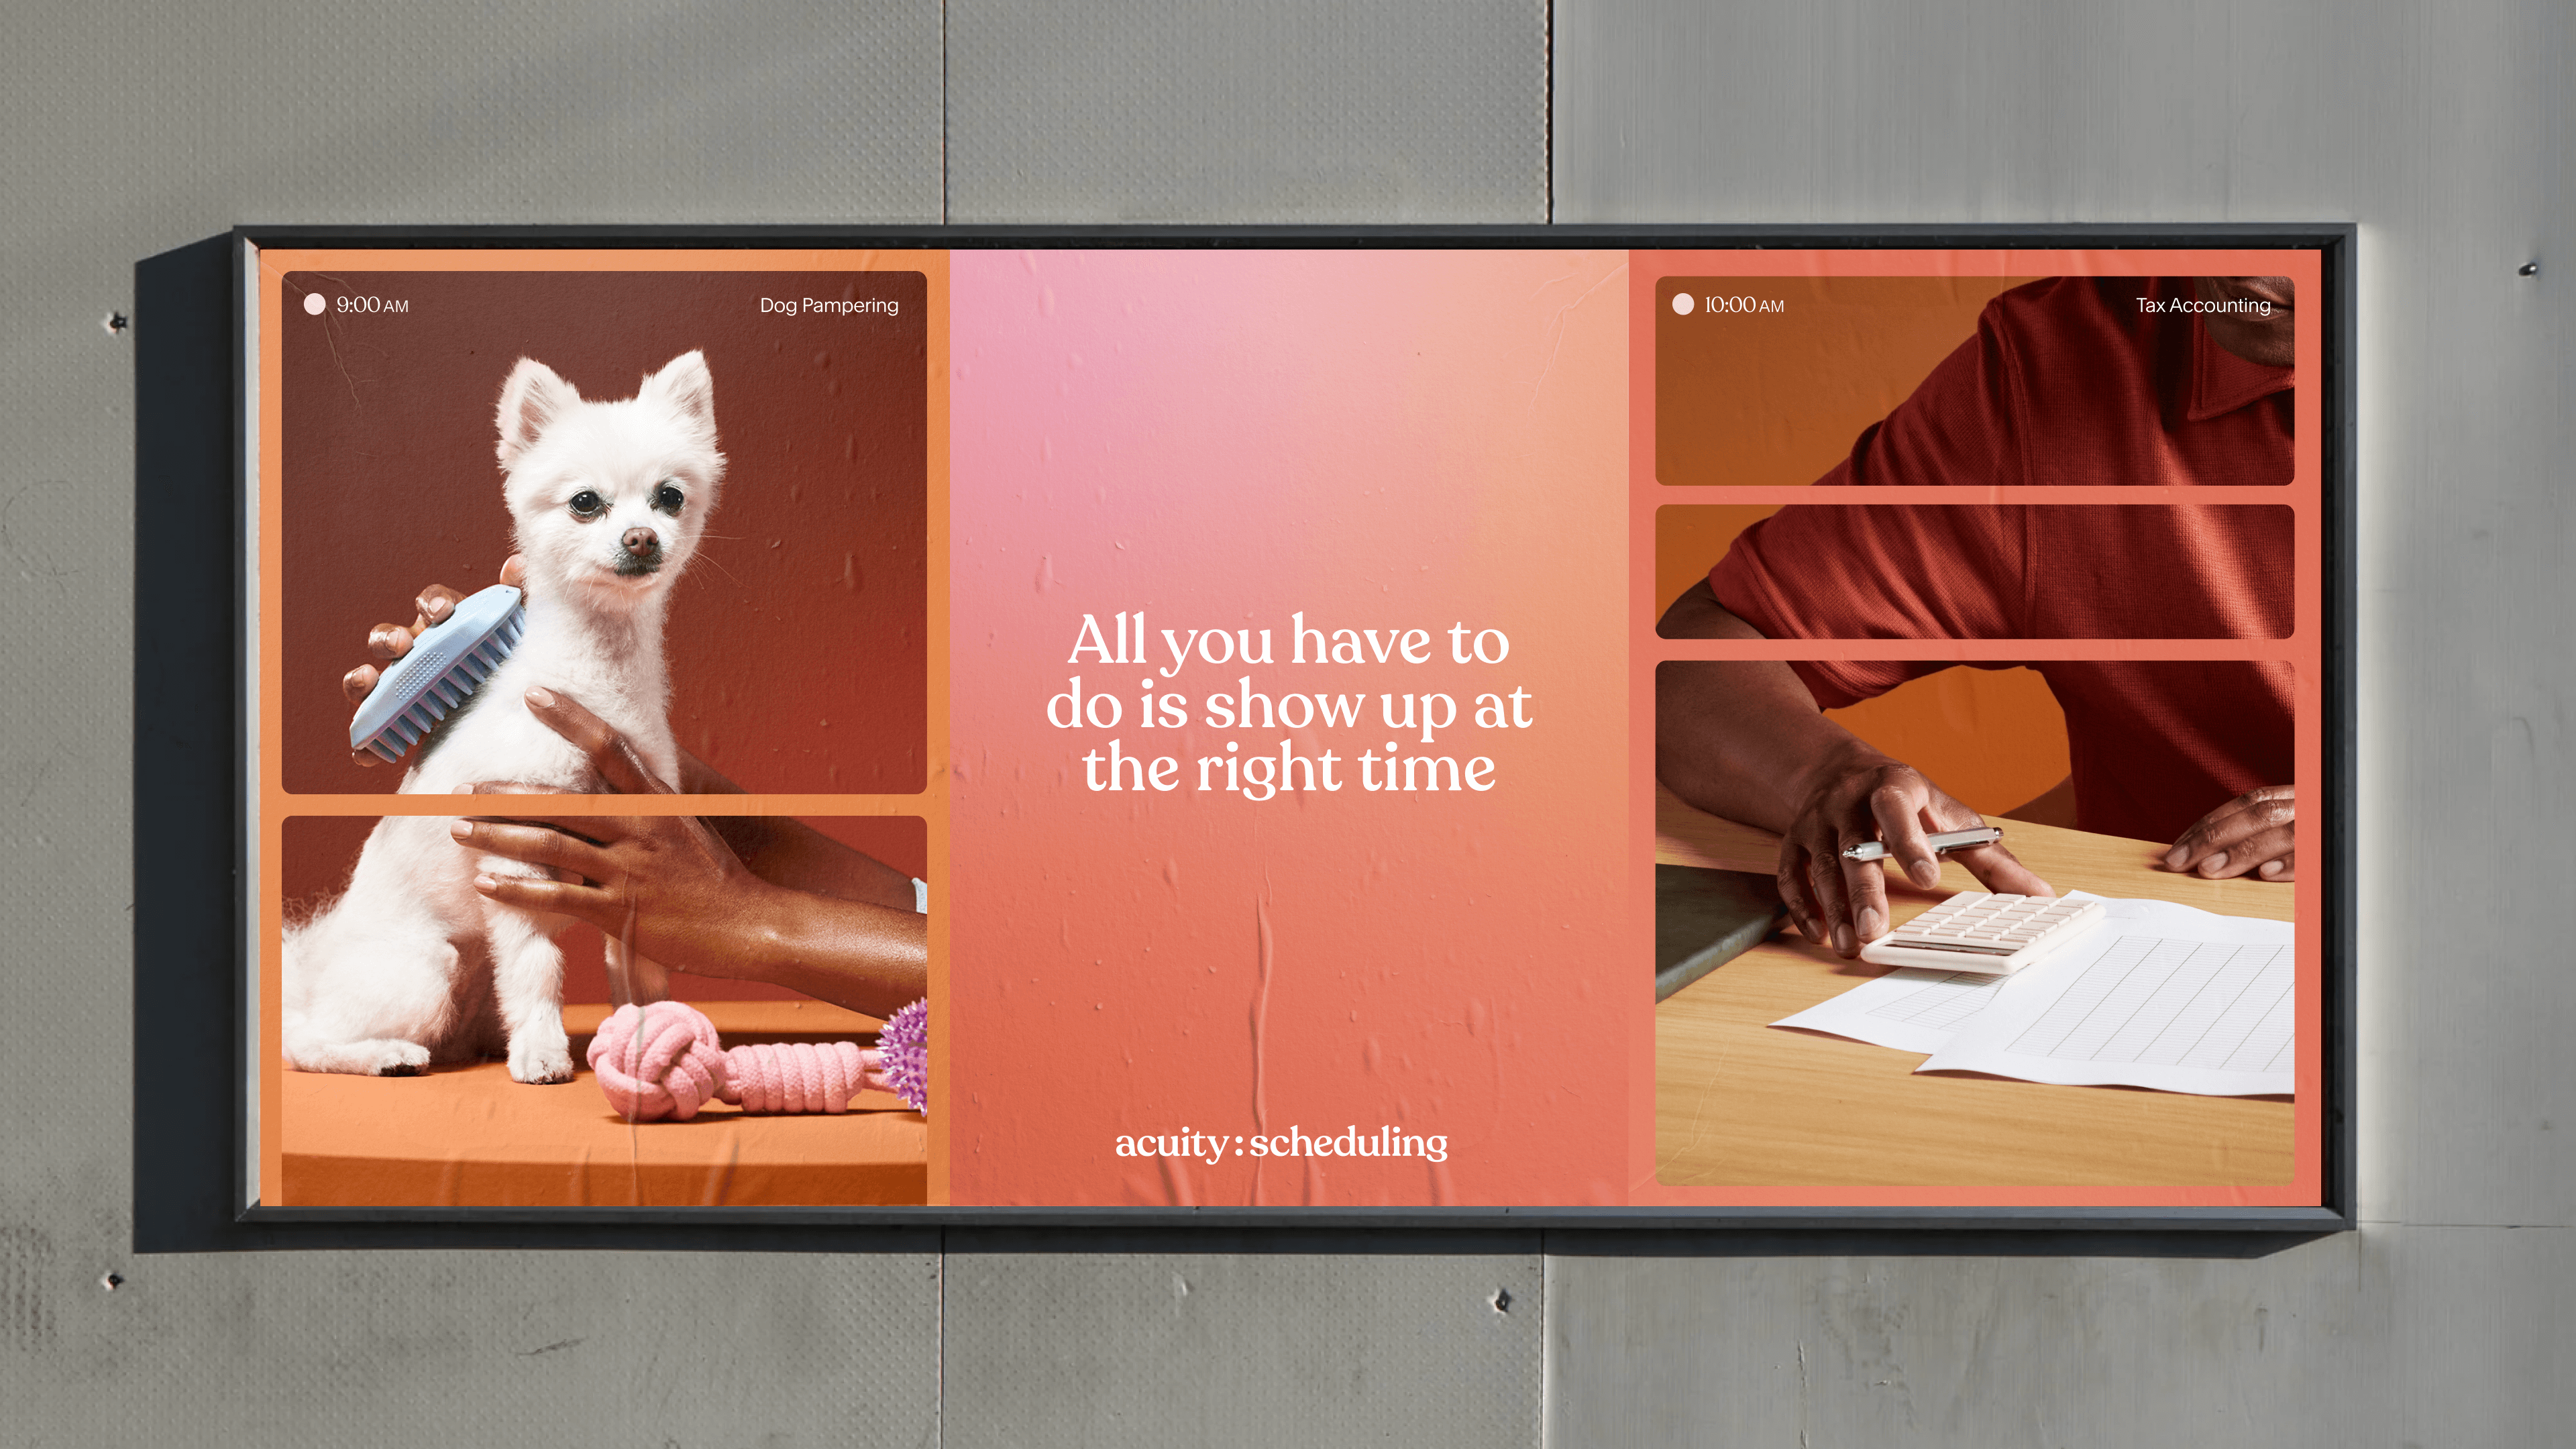 9:00 AM
Dog Pampering
All you have to
do is show up at
the right time
acuity:scheduling
10:00 AM
Tax Accounting